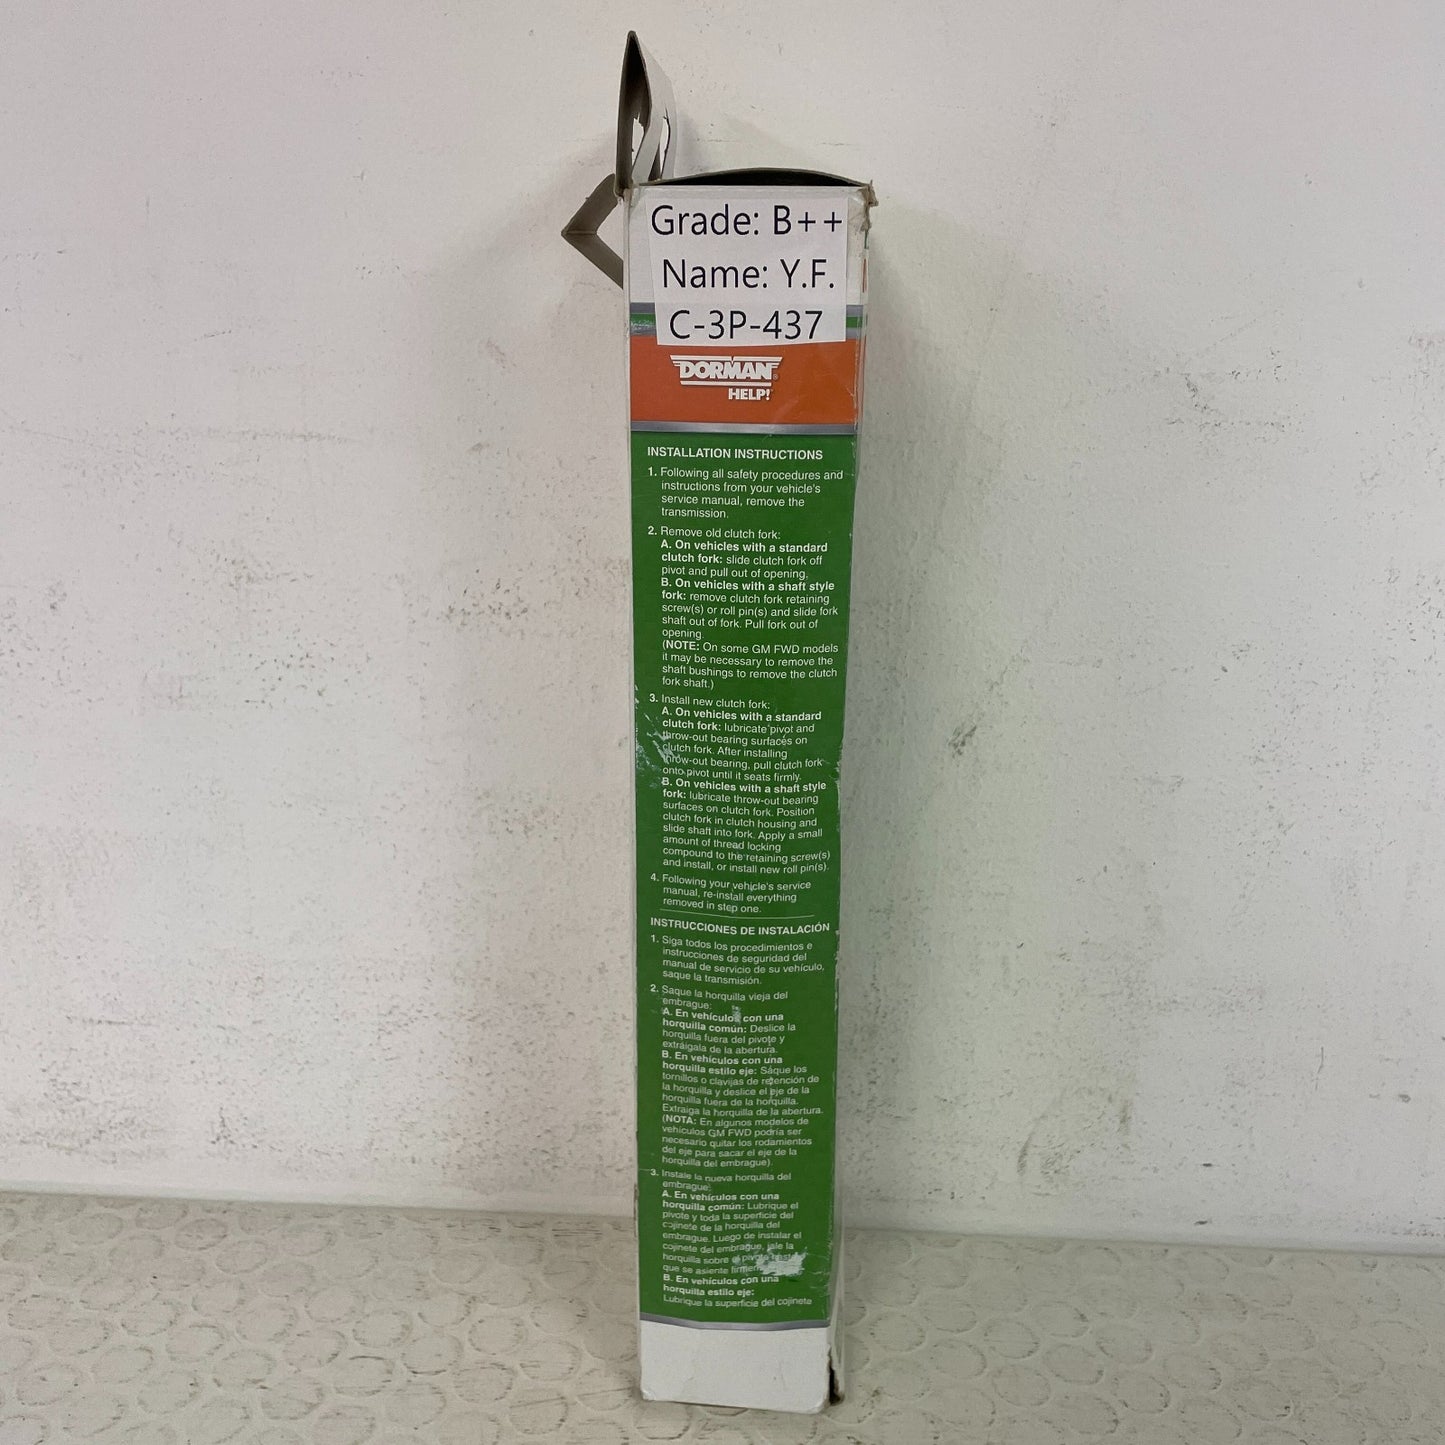 Grade: B++
Name: Y.F.
C-3P-437
DORMAN®
HELP!
INSTALLATION INSTRUCTIONS
1. Following all safety procedures and
instructions from your vehicle's
service manual, remove the
transmission.
2. Remove old clutch fork:
A. On vehicles with a standard
clutch fork: slide clutch fork off
pivot and pull out of opening,
B. On vehicles with a shaft style
fork: remove clutch fork retaining
screw(s) or roll pin(s) and slide fork
shaft out of fork. Pull fork out of
opening.
(NOTE: On some GM FWD models
it may be necessary to remove the
shaft bushings to remove the clutch
fork shaft.)
3. Install new clutch fork:
A. On vehicles with a standard
clutch fork: lubricate pivot and
throw-out bearing surfaces on
clutch fork. After installing
throw-out bearing, pull clutch fork
onto pivot until it seats firmly.
B. On vehicles with a shaft style
fork: lubricate throw-out bearing
surfaces on clutch fork. Position
clutch fork in clutch housing and
slide shaft into fork. Apply a small
amount of thread locking
compound to the retaining screw(s)
and install, or install new roll pin(s).
4. Following your vehicle's service
manual, re-install everything
removed in step one.
INSTRUCCIONES DE INSTALACIÓN
1. Siga todos los procedimientos e
instrucciones de seguridad del
manual de servicio de su vehículo,
saque la transmisión.
2. Saque la horquilla vieja del
embrague:
A. En vehículos con una
horquilla común: Deslice la
horquilla fuera del pivote y
extráigala de la abertura.
B. En vehículos con una
horquilla estilo eje: Saque los
tornillos o clavijas de retención de
la horquilla y deslice el eje de la
horquilla fuera de la horquilla.
Extraiga la horquilla de la abertura.
(NOTA: En algunos modelos de
vehículos GM FWD podría ser
necesario quitar los rodamientos
del eje para sacar el eje de la
horquilla del embrague).
3. Instale la nueva horquilla del
embrague:
A. En vehículos con una
horquilla común: Lubrique el
pivote y toda la superficie del
cojinete de la horquilla del
embrague. Luego de instalar el
cojinete del embrague, jale la
horquilla sobre el pivote hasta
que se asiente
B. En vehículos con una
horquilla estilo eje:
Lubrique la superficie del cojinete